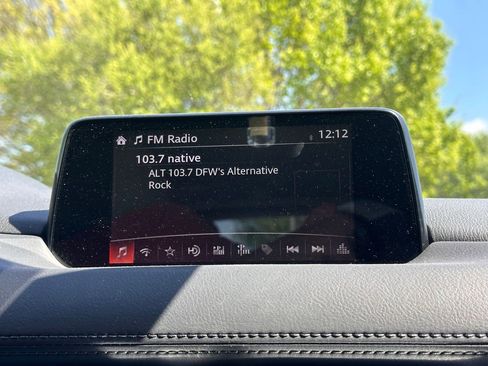 FM Radio 12:12
103.7 native
ALT 103.7 DFW's Alternative
Rock